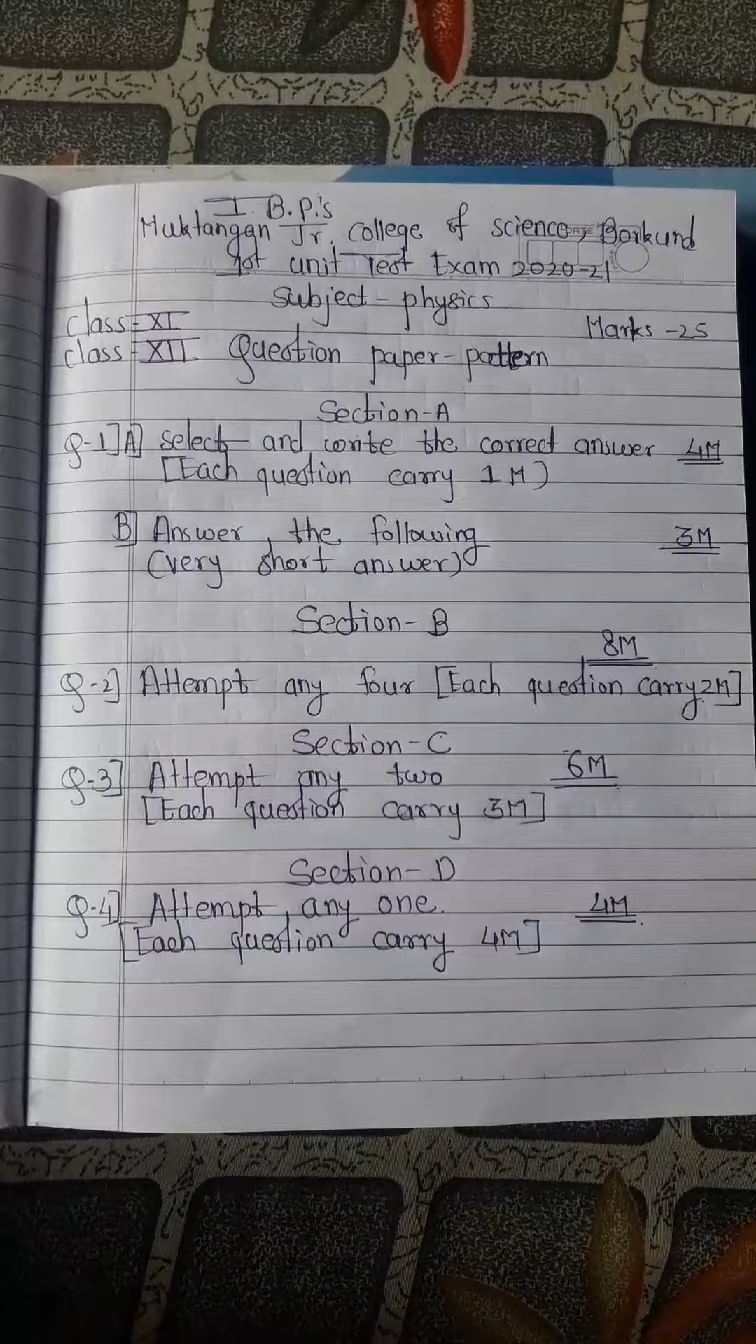 I. B.P.'s
Muktangan Jr. college of science, Borkund
1st unit Test Exam 2020-21
Subject - physics
class - XI
Marks - 25
class - XII Question paper - pattern
Section - A
Q-1] A] select and write the correct answer 4M
[Each question carry 1M)
B] Answer the following 3M
(very short answer)
Section - B
8M
Q-2] Attempt any four [Each question carry 2M]
Section - C
Q-3] Attempt any two 6M
[Each question carry 3M]
Section - D
Q-4] Attempt any one. 4M
[Each question carry 4M]